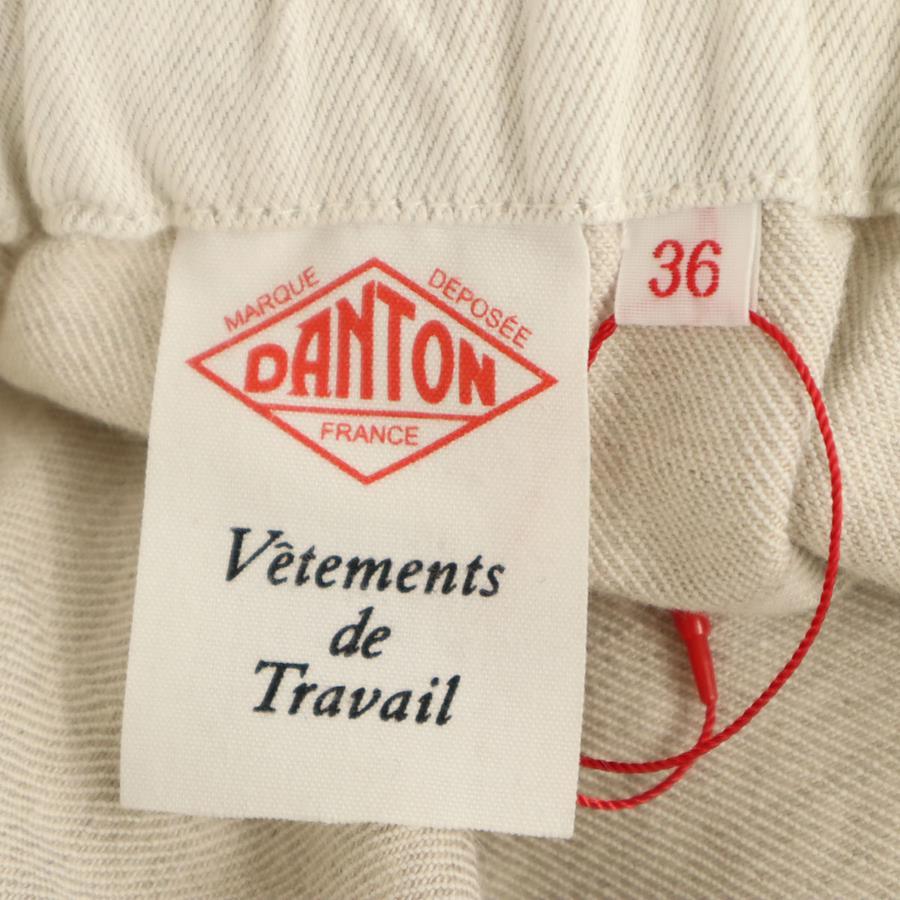 MARQUE DÉPOSÉE
DANTON
FRANCE
Vêtements
de
Travail
36